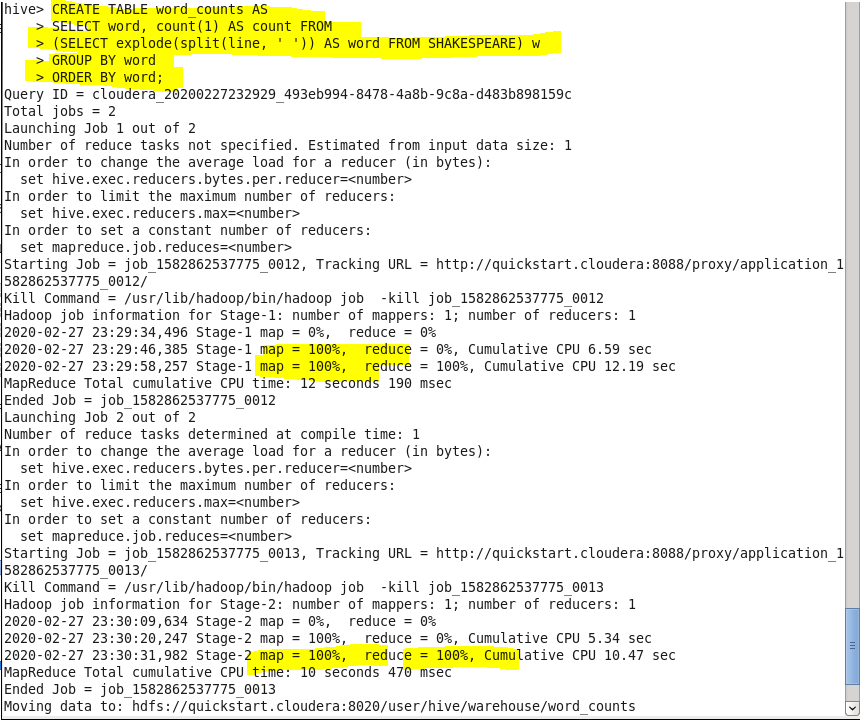 hive> CREATE TABLE word_counts AS
    > SELECT word, count(1) AS count FROM
    > (SELECT explode(split(line, ' ')) AS word FROM SHAKESPEARE) w
    > GROUP BY word
    > ORDER BY word;
Query ID = cloudera_20200227232929_493eb994-8478-4a8b-9c8a-d483b898159c
Total jobs = 2
Launching Job 1 out of 2
Number of reduce tasks not specified. Estimated from input data size: 1
In order to change the average load for a reducer (in bytes):
  set hive.exec.reducers.bytes.per.reducer=<number>
In order to limit the maximum number of reducers:
  set hive.exec.reducers.max=<number>
In order to set a constant number of reducers:
  set mapreduce.job.reduces=<number>
Starting Job = job_1582862537775_0012, Tracking URL = http://quickstart.cloudera:8088/proxy/application_1
582862537775_0012/
Kill Command = /usr/lib/hadoop/bin/hadoop job  -kill job_1582862537775_0012
Hadoop job information for Stage-1: number of mappers: 1; number of reducers: 1
2020-02-27 23:29:34,496 Stage-1 map = 0%,  reduce = 0%
2020-02-27 23:29:46,385 Stage-1 map = 100%,  reduce = 0%, Cumulative CPU 6.59 sec
2020-02-27 23:29:58,257 Stage-1 map = 100%,  reduce = 100%, Cumulative CPU 12.19 sec
MapReduce Total cumulative CPU time: 12 seconds 190 msec
Ended Job = job_1582862537775_0012
Launching Job 2 out of 2
Number of reduce tasks determined at compile time: 1
In order to change the average load for a reducer (in bytes):
  set hive.exec.reducers.bytes.per.reducer=<number>
In order to limit the maximum number of reducers:
  set hive.exec.reducers.max=<number>
In order to set a constant number of reducers:
  set mapreduce.job.reduces=<number>
Starting Job = job_1582862537775_0013, Tracking URL = http://quickstart.cloudera:8088/proxy/application_1
582862537775_0013/
Kill Command = /usr/lib/hadoop/bin/hadoop job  -kill job_1582862537775_0013
Hadoop job information for Stage-2: number of mappers: 1; number of reducers: 1
2020-02-27 23:30:09,634 Stage-2 map = 0%,  reduce = 0%
2020-02-27 23:30:20,247 Stage-2 map = 100%,  reduce = 0%, Cumulative CPU 5.34 sec
2020-02-27 23:30:31,982 Stage-2 map = 100%,  reduce = 100%, Cumulative CPU 10.47 sec
MapReduce Total cumulative CPU time: 10 seconds 470 msec
Ended Job = job_1582862537775_0013
Moving data to: hdfs://quickstart.cloudera:8020/user/hive/warehouse/word_counts